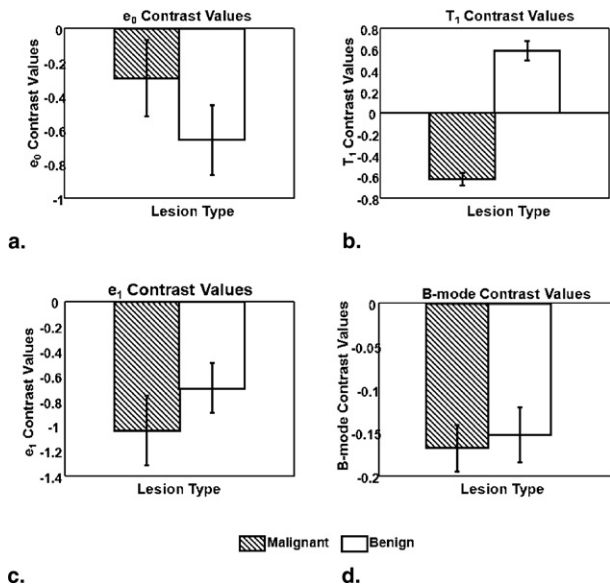 e₀ Contrast Values
e₀ Contrast Values
0
-0.2
-0.4
-0.6
-0.8
-1
Lesion Type
a.
T₁ Contrast Values
T₁ Contrast Values
0.8
0.6
0.4
0.2
0
-0.2
-0.4
-0.6
-0.8
Lesion Type
b.
e₁ Contrast Values
e₁ Contrast Values
0
-0.2
-0.4
-0.6
-0.8
-1
-1.2
-1.4
Lesion Type
B-mode Contrast Values
B-mode Contrast Values
0
-0.05
-0.1
-0.15
-0.2
Lesion Type
Malignant Benign
c.
d.